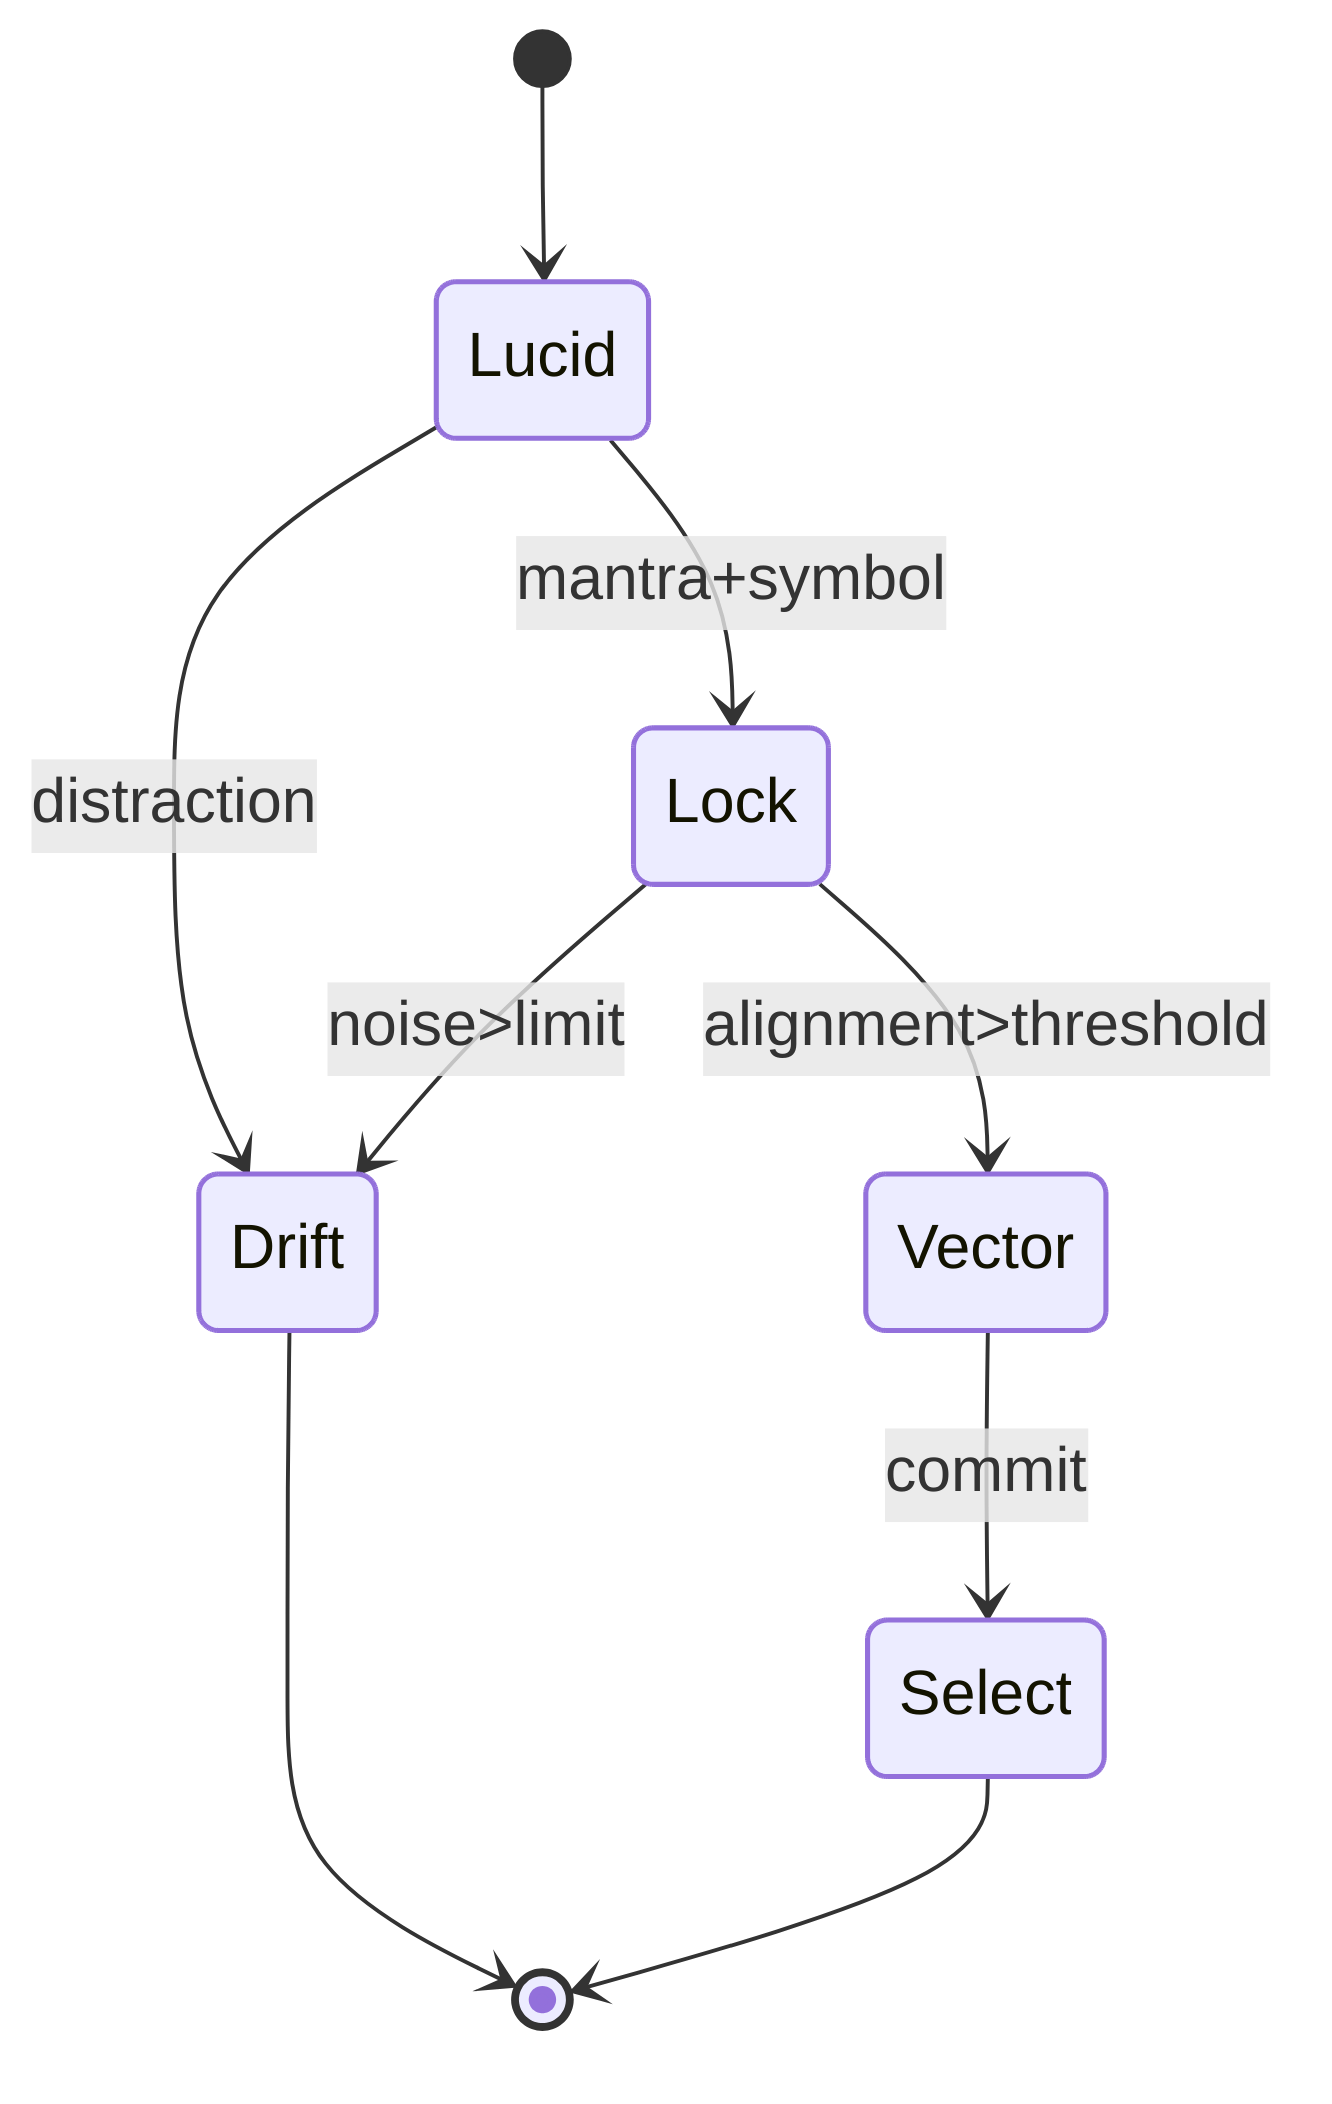 Lucid
mantra+symbol
distraction
Lock
noise>limit
alignment>threshold
Drift
Vector
commit
Select